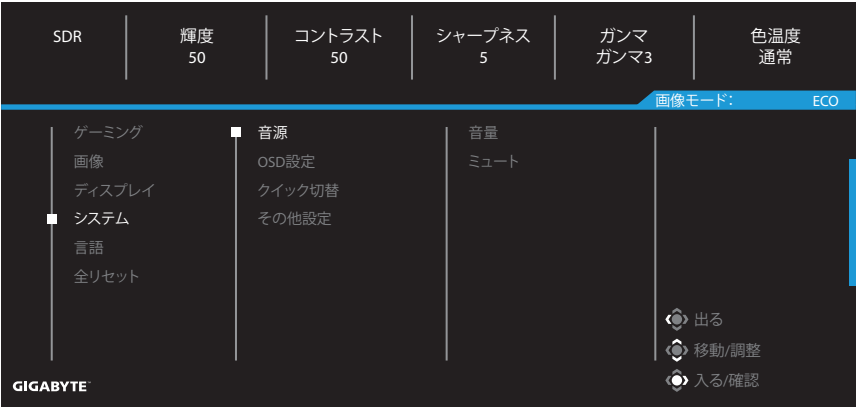 SDR 輝度 コントラスト シャープネス ガンマ 色温度
50 50 5 ガンマ3 通常
画像モード： ECO
ゲーミング 音源 音量
画像 OSD設定 ミュート
ディスプレイ クイック切替
システム その他設定
言語
全リセット
出る
移動/調整
入る/確認
GIGABYTE™